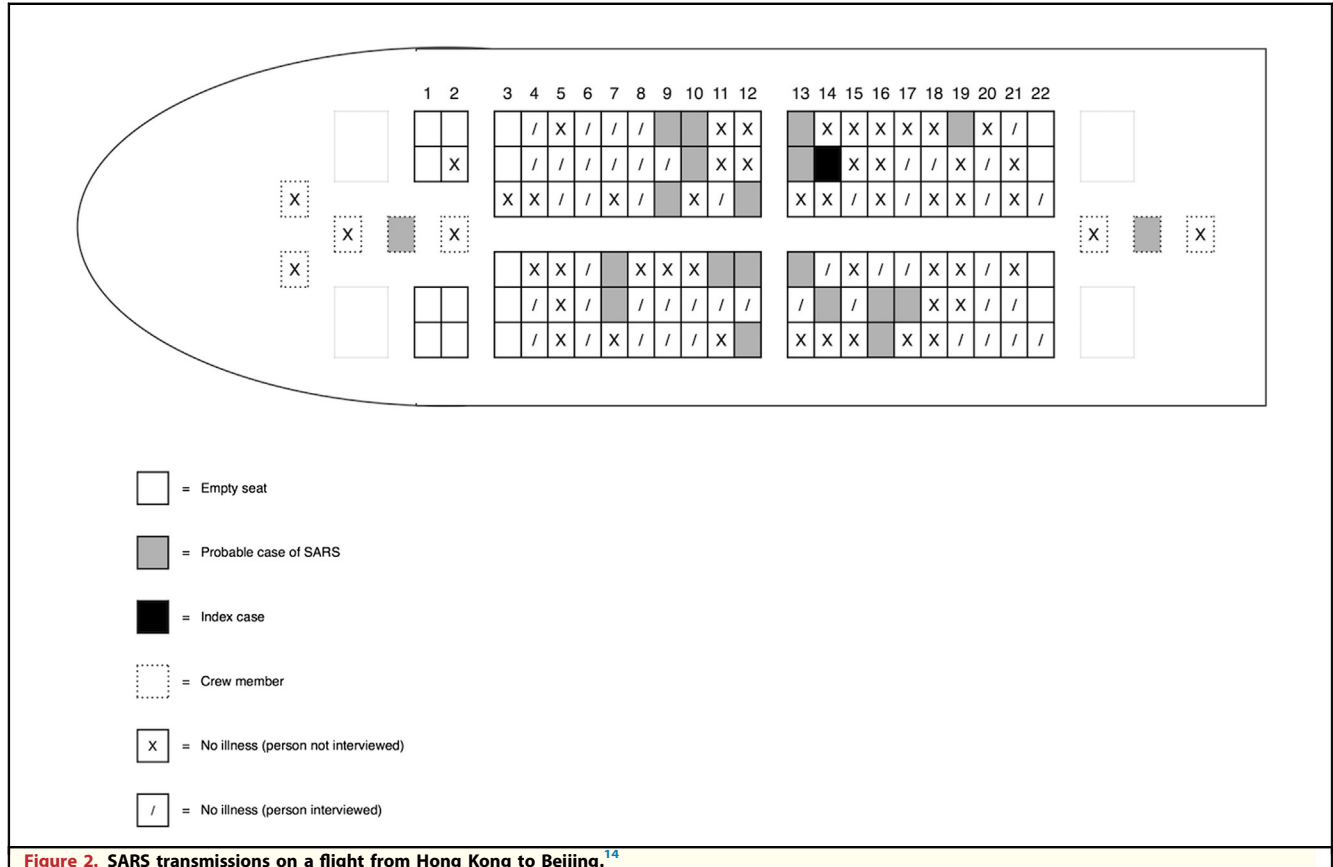 1 2 3 4 5 6 7 8 9 10 11 12 13 14 15 16 17 18 19 20 21 22
/ X / / / X X X X X X X X /
X / / / / / / X X X X / / X / X
X X X / / X / X / X X / X / X X / X /
X X X
X X X
X X / X X X / X / / X X / X
/ X / / / / / / / / X X / /
/ X / X / / / X X X X X X / / / /
= Empty seat
= Probable case of SARS
= Index case
= Crew member
X = No illness (person not interviewed)
/ = No illness (person interviewed)
Figure 2. SARS transmissions on a flight from Hong Kong to Beijing.14